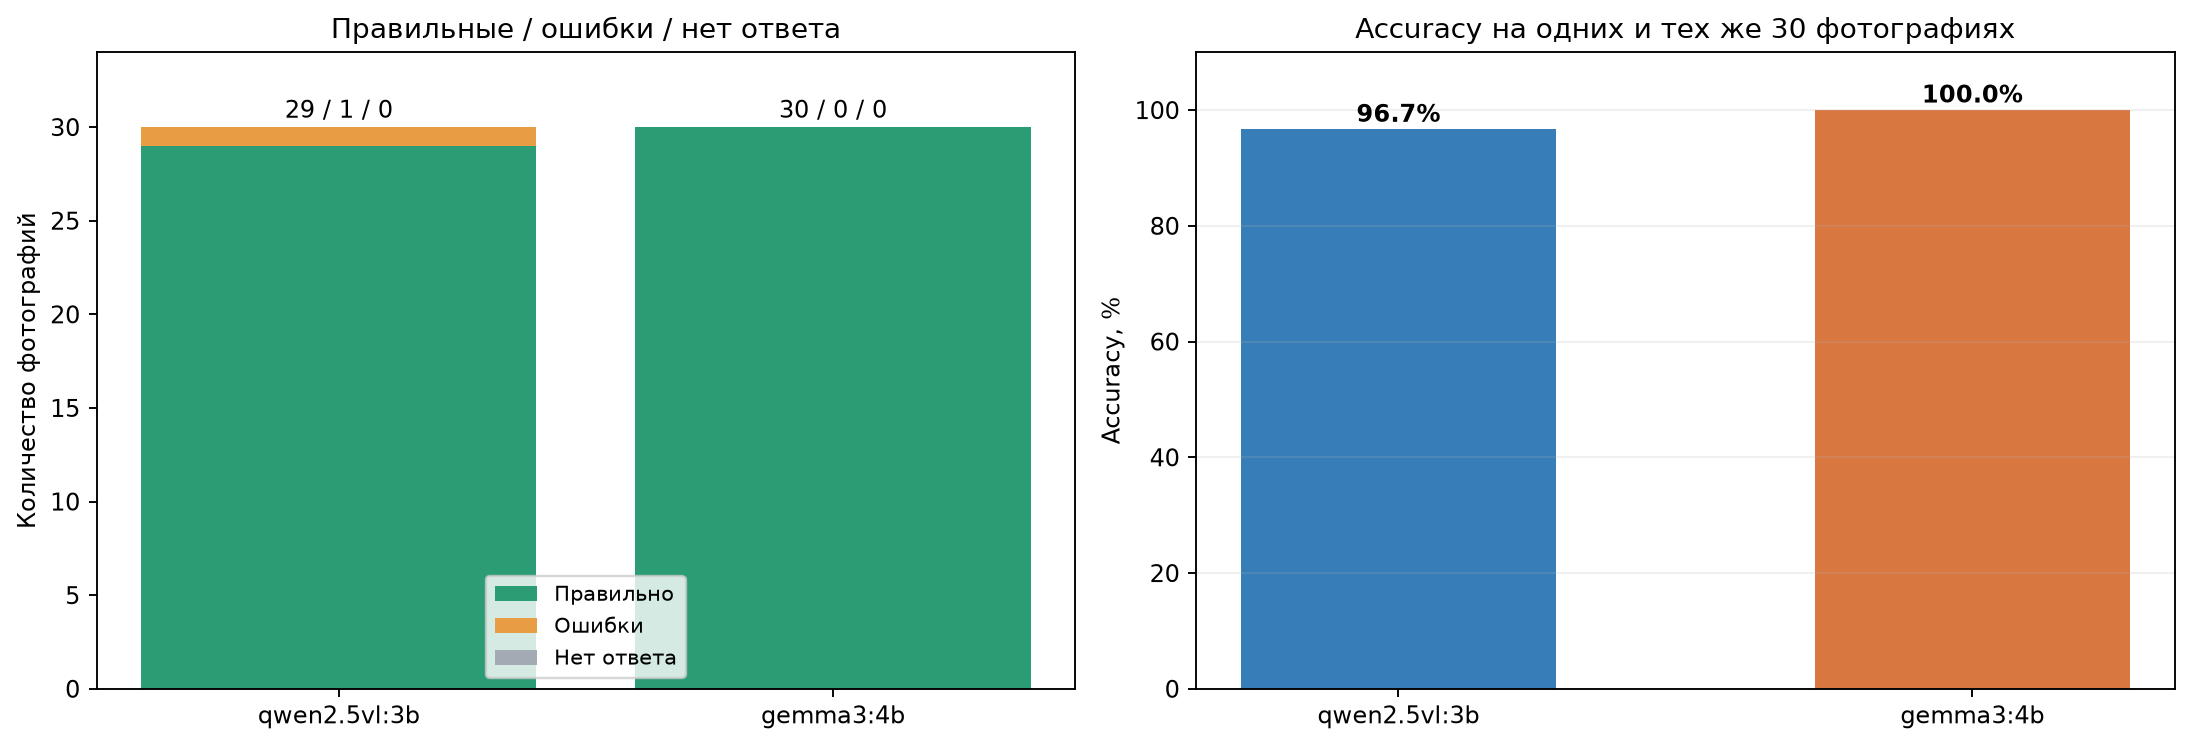 Правильные / ошибки / нет ответа
29 / 1 / 0
30 / 0 / 0
30
25
20
15
10
5
0
Количество фотографий
Правильно
Ошибки
Нет ответа
qwen2.5vl:3b
gemma3:4b
Accuracy на одних и тех же 30 фотографиях
96.7%
100.0%
100
80
60
40
20
0
Accuracy, %
qwen2.5vl:3b
gemma3:4b